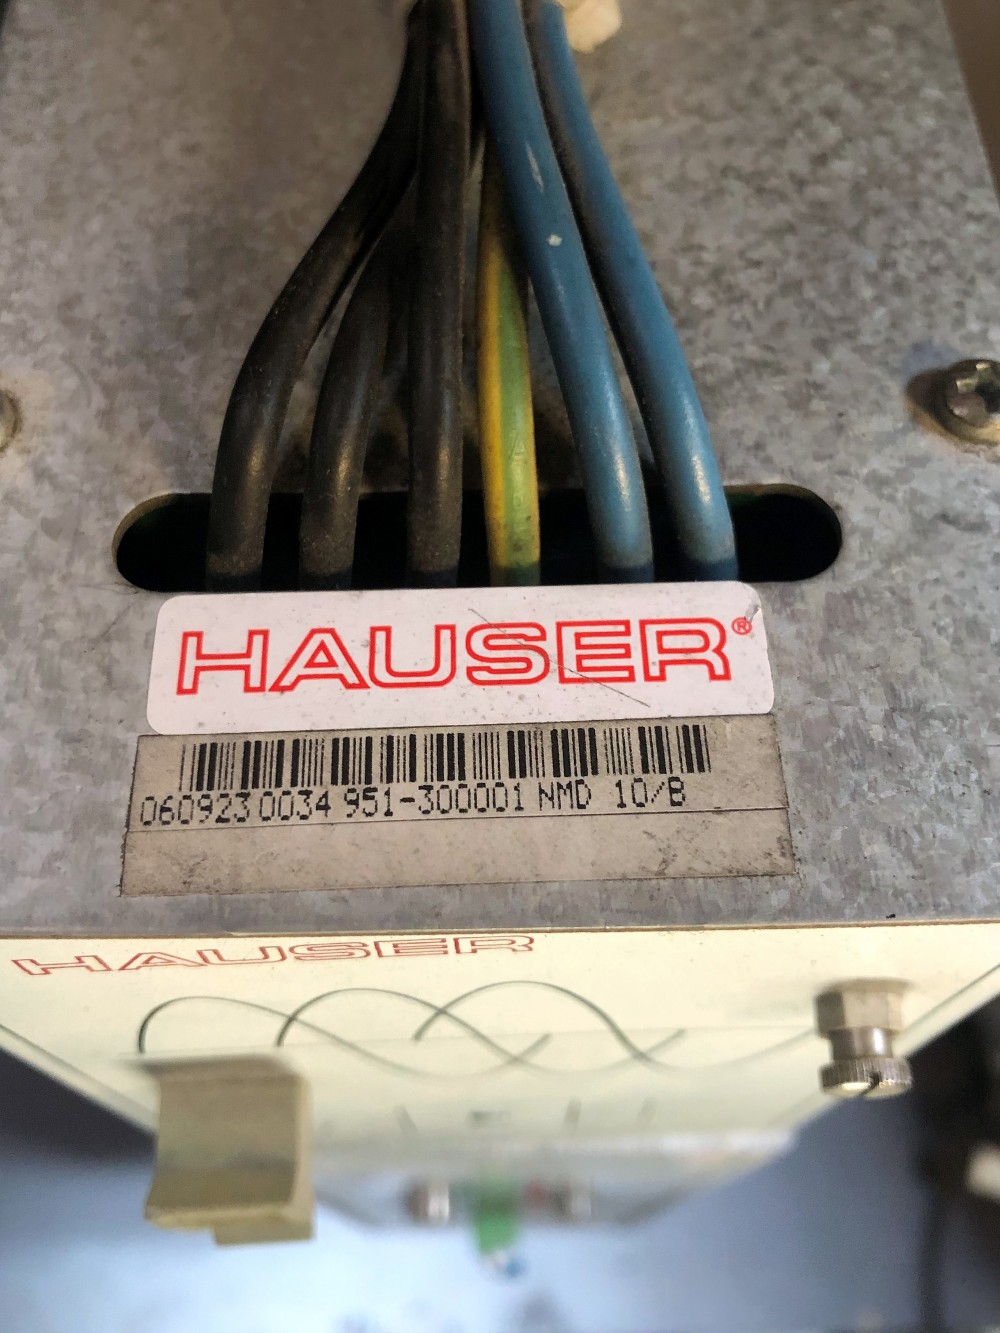 HAUSER®
060923 0034 951-300001 NMD 10/B
HAUSER